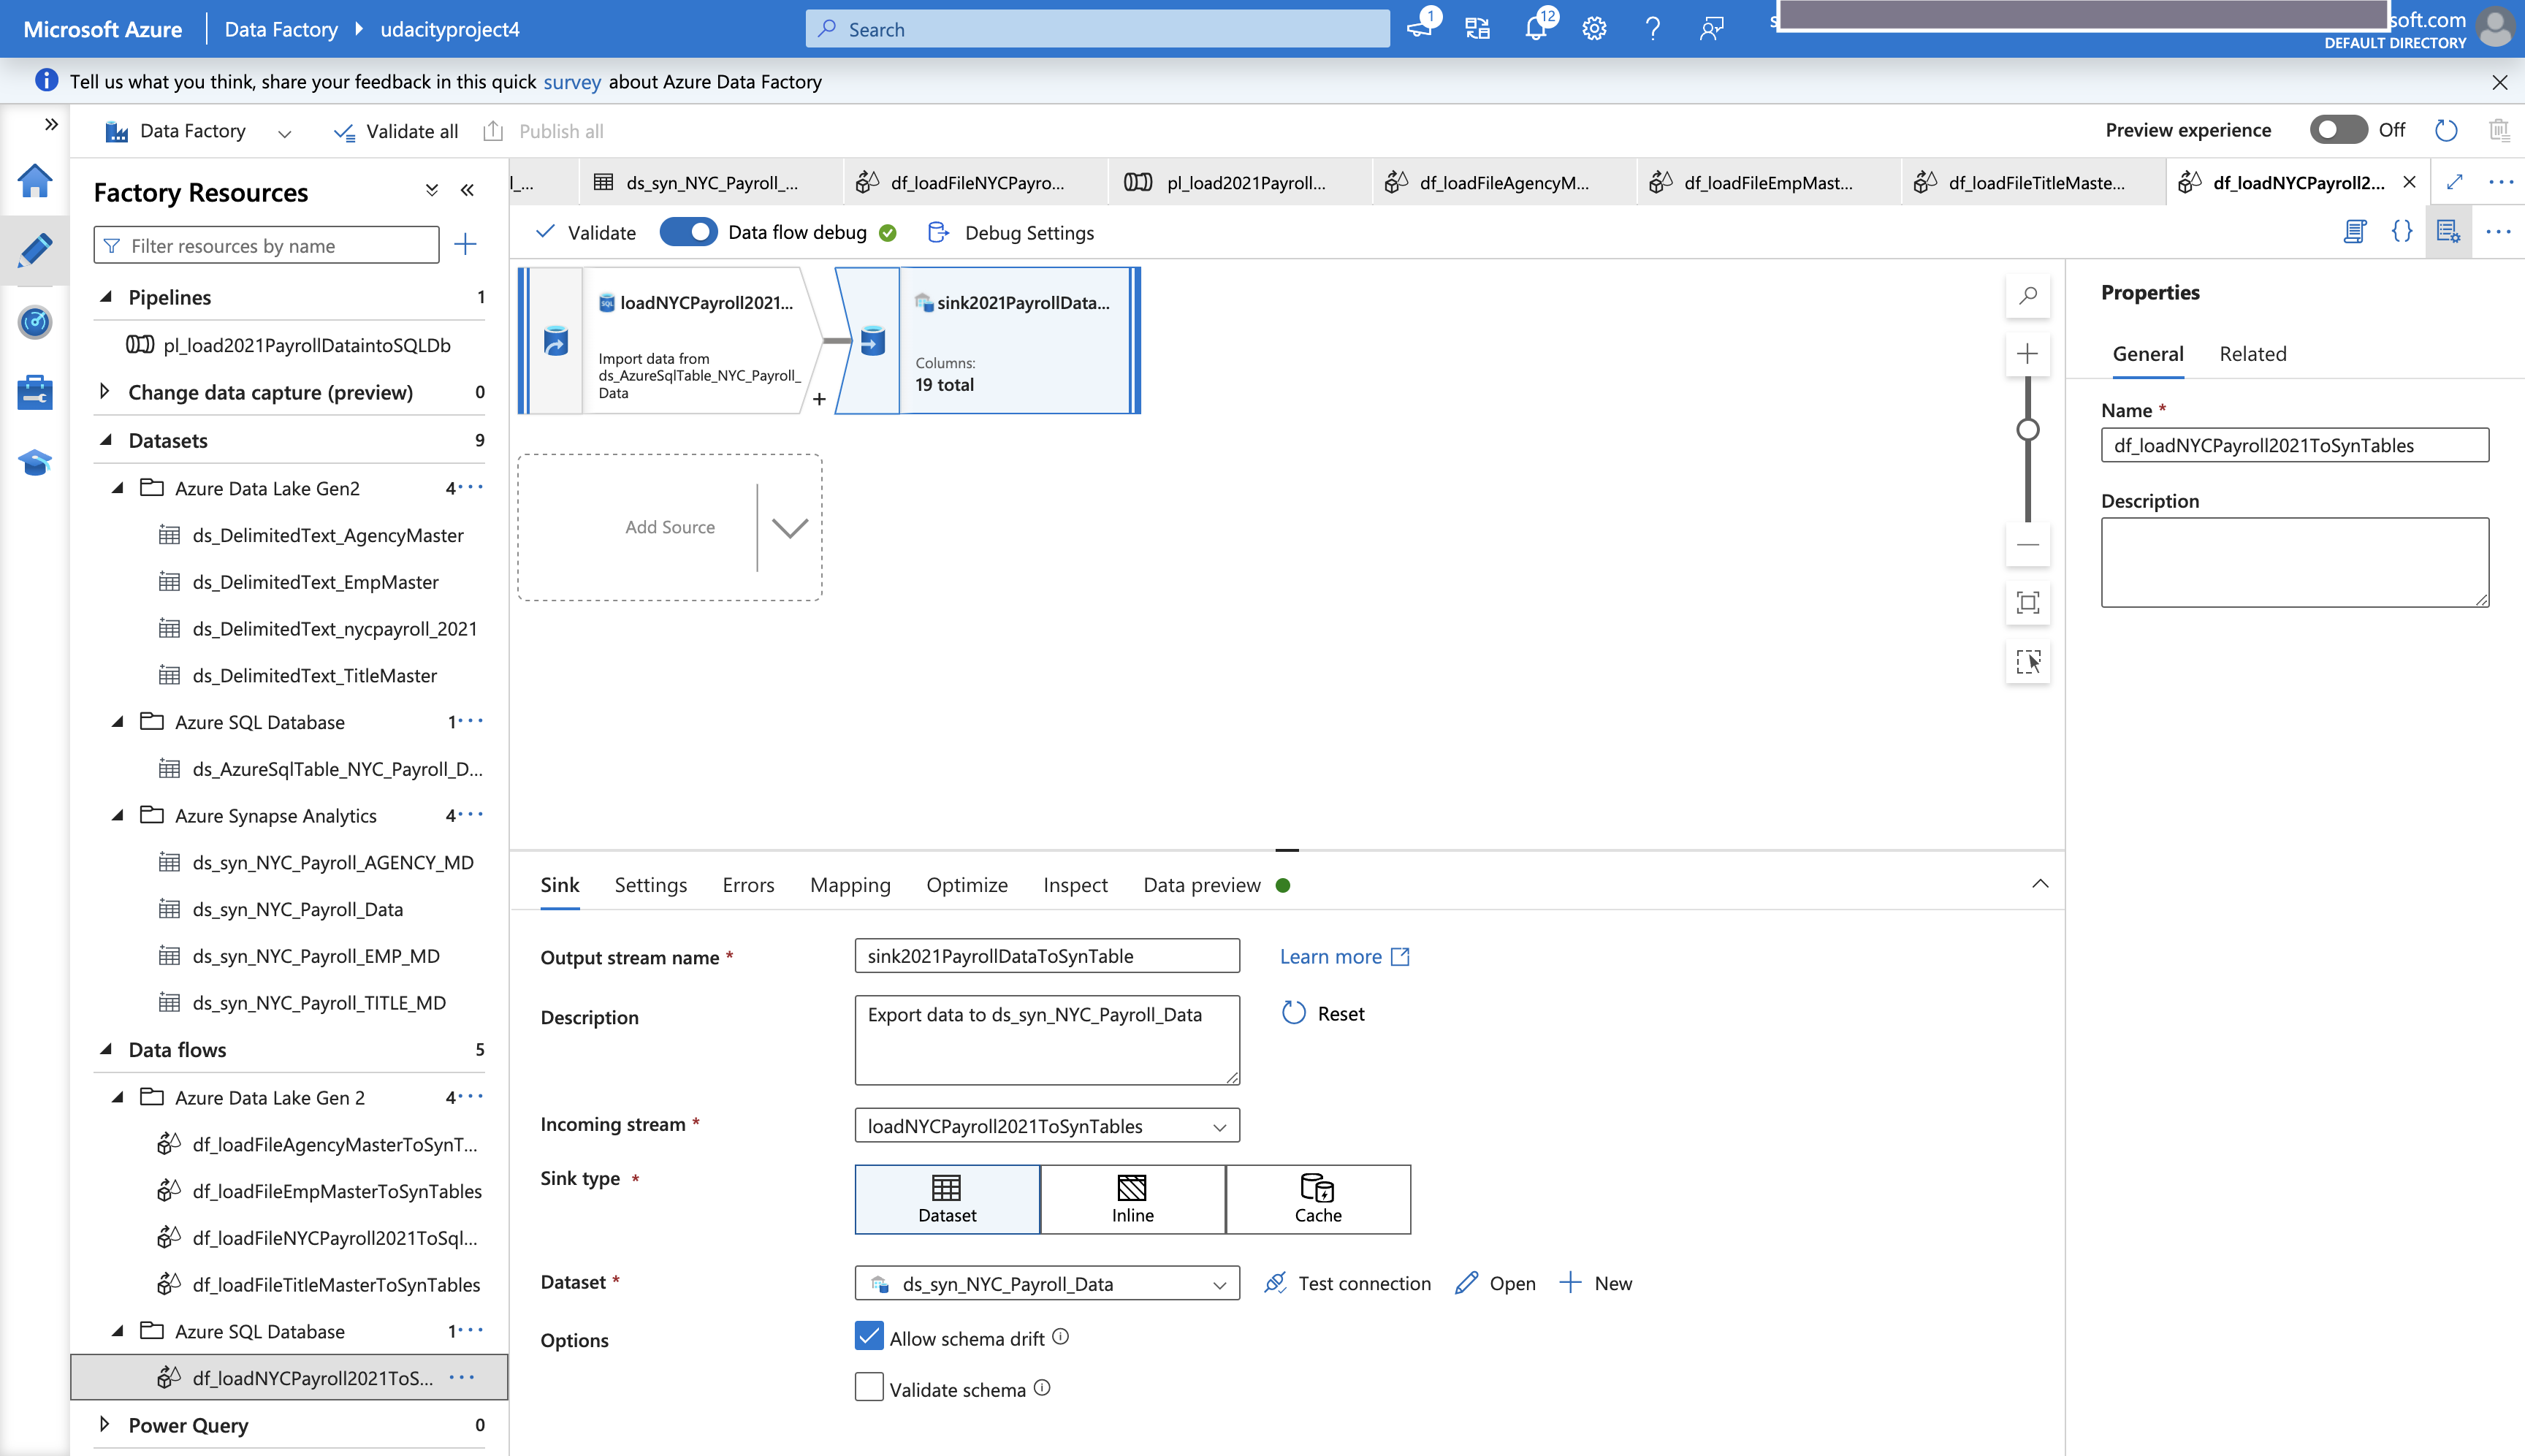 Microsoft Azure
Data Factory
udacityproject4
Search
1
12
soft.com
DEFAULT DIRECTORY
Tell us what you think, share your feedback in this quick survey about Azure Data Factory
Data Factory
Validate all
Publish all
Preview experience
Off
Factory Resources
Filter resources by name
Pipelines 1
pl_load2021PayrollDataintoSQLDb
Change data capture (preview) 0
Datasets 9
Azure Data Lake Gen2 4
ds_DelimitedText_AgencyMaster
ds_DelimitedText_EmpMaster
ds_DelimitedText_nycpayroll_2021
ds_DelimitedText_TitleMaster
Azure SQL Database 1
ds_AzureSqlTable_NYC_Payroll_D...
Azure Synapse Analytics 4
ds_syn_NYC_Payroll_AGENCY_MD
ds_syn_NYC_Payroll_Data
ds_syn_NYC_Payroll_EMP_MD
ds_syn_NYC_Payroll_TITLE_MD
Data flows 5
Azure Data Lake Gen 2 4
df_loadFileAgencyMasterToSynT...
df_loadFileEmpMasterToSynTables
df_loadFileNYCPayroll2021ToSql...
df_loadFileTitleMasterToSynTables
Azure SQL Database 1
df_loadNYCPayroll2021ToS...
Power Query 0
l_...
ds_syn_NYC_Payroll_...
df_loadFileNYCPayro...
pl_load2021Payroll...
df_loadFileAgencyM...
df_loadFileEmpMast...
df_loadFileTitleMaste...
df_loadNYCPayroll2...
Validate
Data flow debug
Debug Settings
SQL
loadNYCPayroll2021...
Import data from
ds_AzureSqlTable_NYC_Payroll_
Data
+
sink2021PayrollData...
Columns:
19 total
Add Source
Sink
Settings
Errors
Mapping
Optimize
Inspect
Data preview
Output stream name *
sink2021PayrollDataToSynTable
Learn more
Description
Export data to ds_syn_NYC_Payroll_Data
Reset
Incoming stream *
loadNYCPayroll2021ToSynTables
Sink type *
Dataset
Inline
Cache
Dataset *
ds_syn_NYC_Payroll_Data
Test connection
Open
New
Options
Allow schema drift
Validate schema
Properties
General
Related
Name *
df_loadNYCPayroll2021ToSynTables
Description